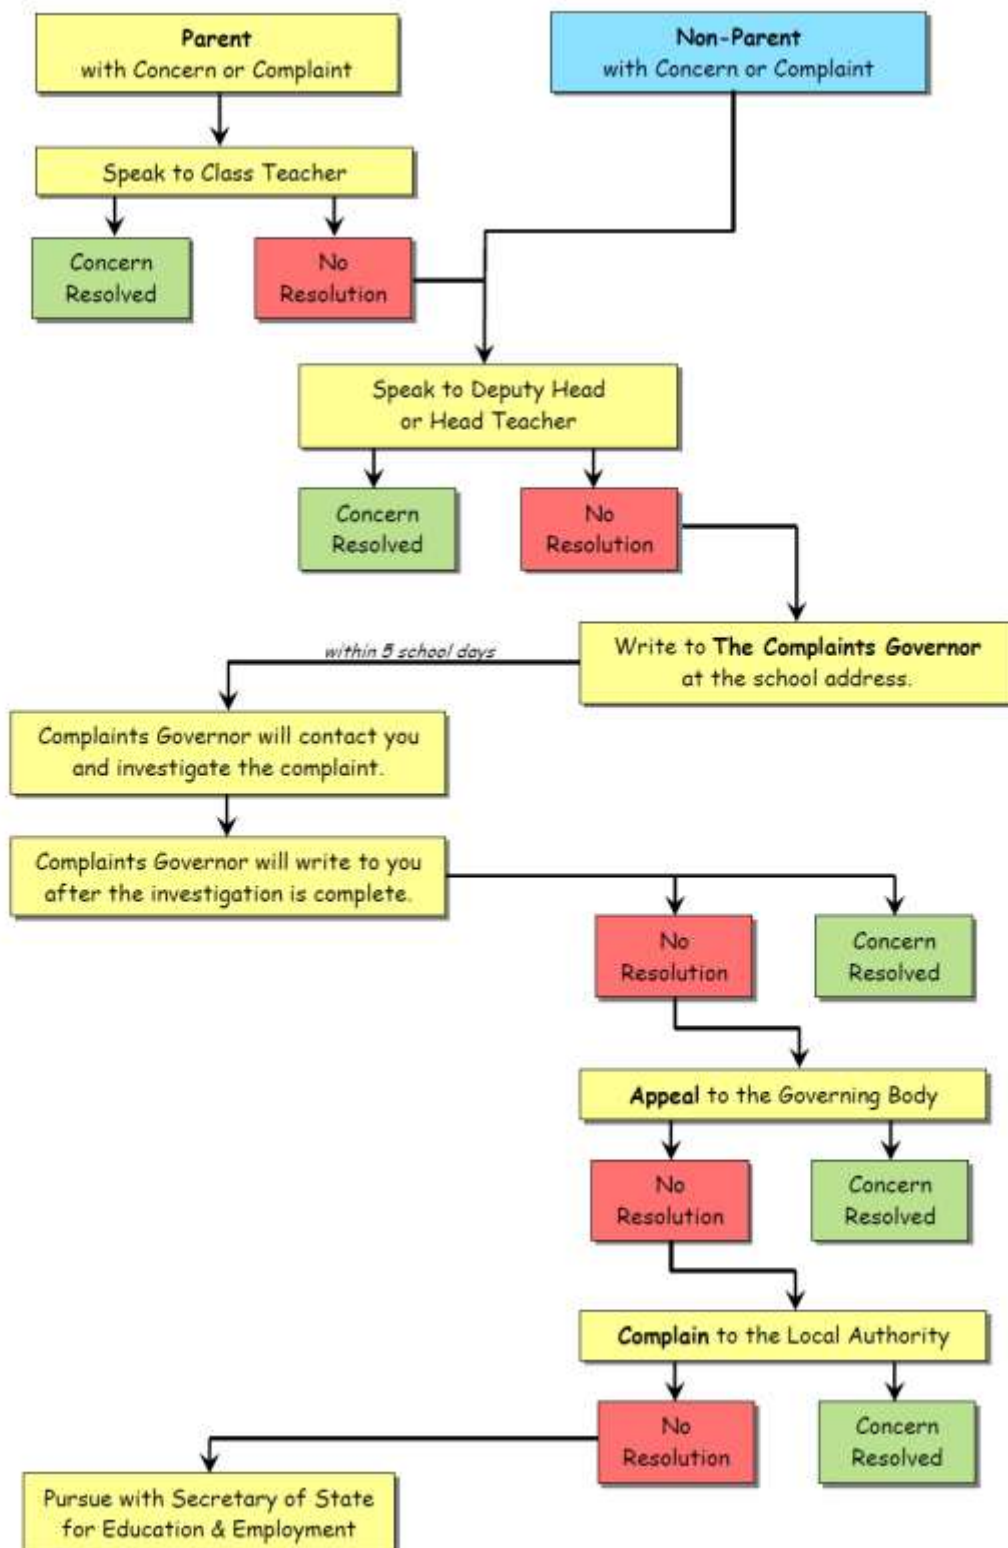 Parent
with Concern or Complaint
Non-Parent
with Concern or Complaint
Speak to Class Teacher
Concern
Resolved
No
Resolution
Speak to Deputy Head
or Head Teacher
Concern
Resolved
No
Resolution
Write to The Complaints Governor
at the school address.
within 5 school days
Complaints Governor will contact you
and investigate the complaint.
Complaints Governor will write to you
after the investigation is complete.
No
Resolution
Concern
Resolved
Appeal to the Governing Body
No
Resolution
Concern
Resolved
Complain to the Local Authority
No
Resolution
Concern
Resolved
Pursue with Secretary of State
for Education & Employment